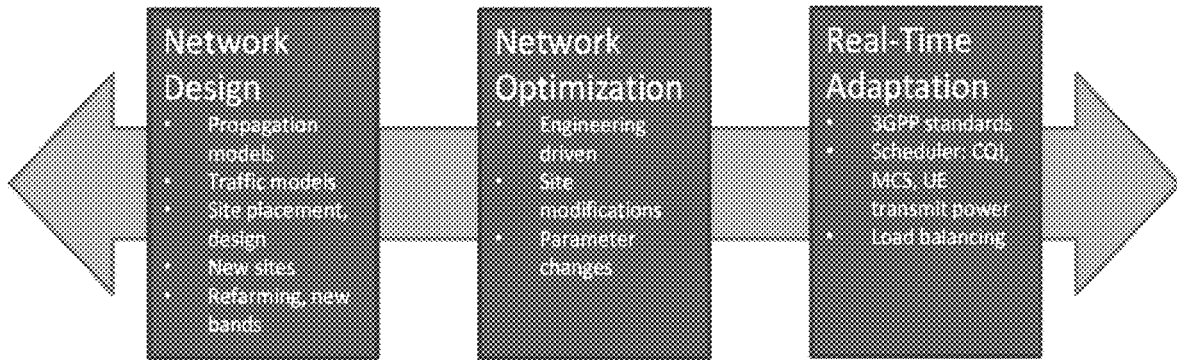 Network
Design
• Propagation
models
• Traffic models
• Site placement,
design
• New sites
• Refarming, new
bands
Network
Optimization
• Engineering
driven
• Site
modifications
• Parameter
changes
Real-Time
Adaptation
• 3GPP standards
• Scheduler: CQI,
MCS, UE
transmit power
• Load balancing